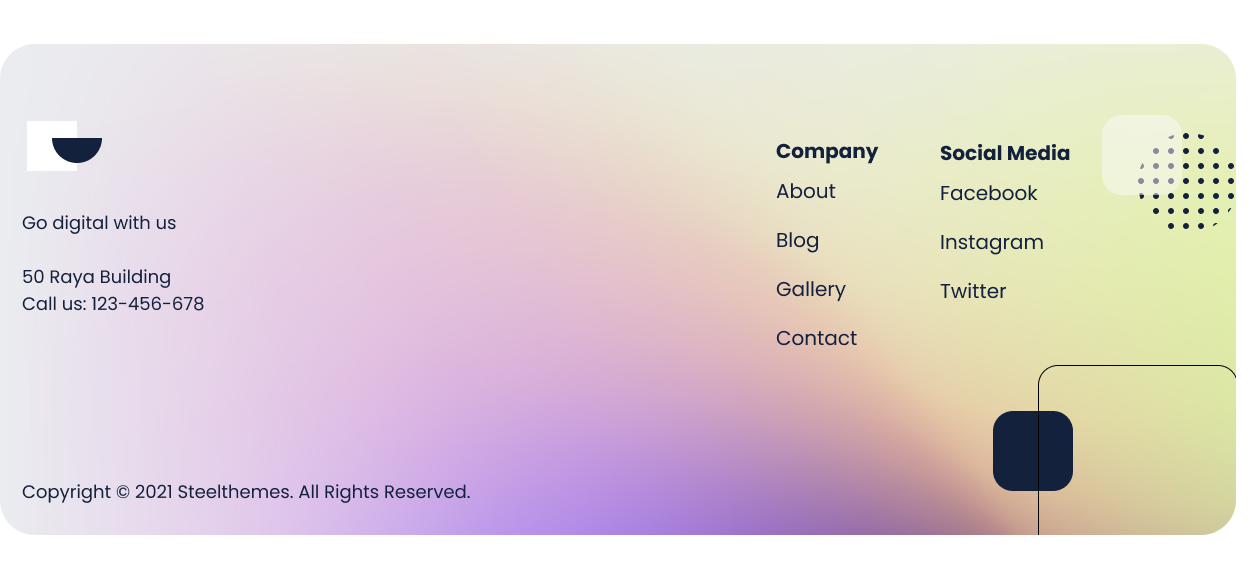 Go digital with us
50 Raya Building
Call us: 123-456-678
Company
About
Blog
Gallery
Contact
Social Media
Facebook
Instagram
Twitter
Copyright © 2021 Steelthemes. All Rights Reserved.